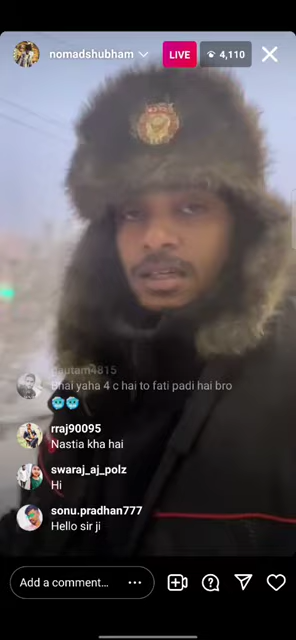 nomadshubham
LIVE
4,110
gautam4815
Bhai yaha 4 c hai to fati padi hai bro
🥶🥶
rraj90095
Nastia kha hai
swaraj_aj_polz
Hi
sonu.pradhan777
Hello sir ji
Add a comment...